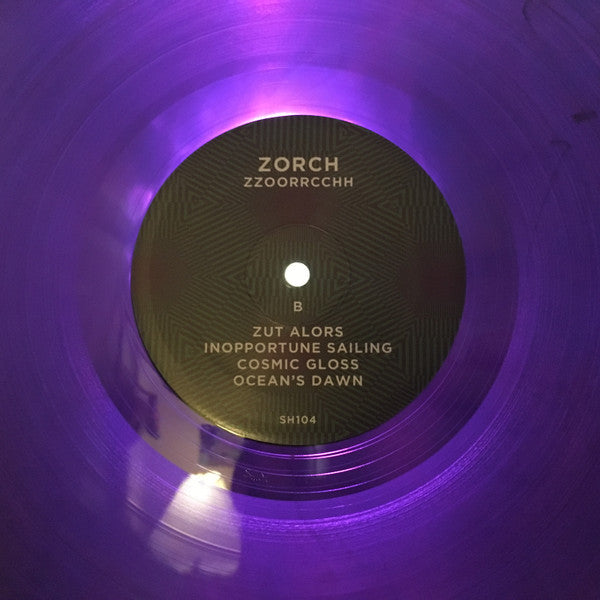 ZORCH
ZZOORRCCHH
B
ZUT ALORS
INOPPORTUNE SAILING
COSMIC GLOSS
OCEAN'S DAWN
SH104